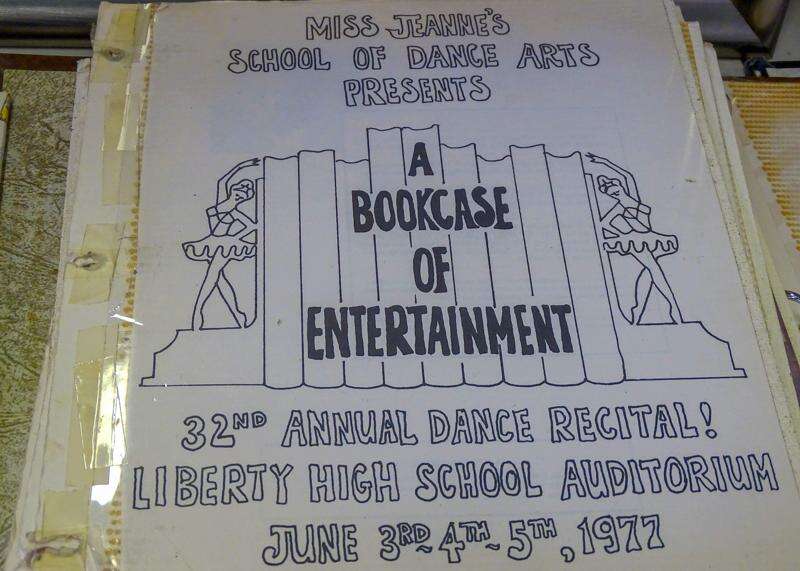 MISS JEANNE'S
SCHOOL OF DANCE ARTS
PRESENTS
A
BOOKCASE
OF
ENTERTAINMENT
32ND ANNUAL DANCE RECITAL!
LIBERTY HIGH SCHOOL AUDITORIUM
JUNE 3RD~4TH~5TH, 1977